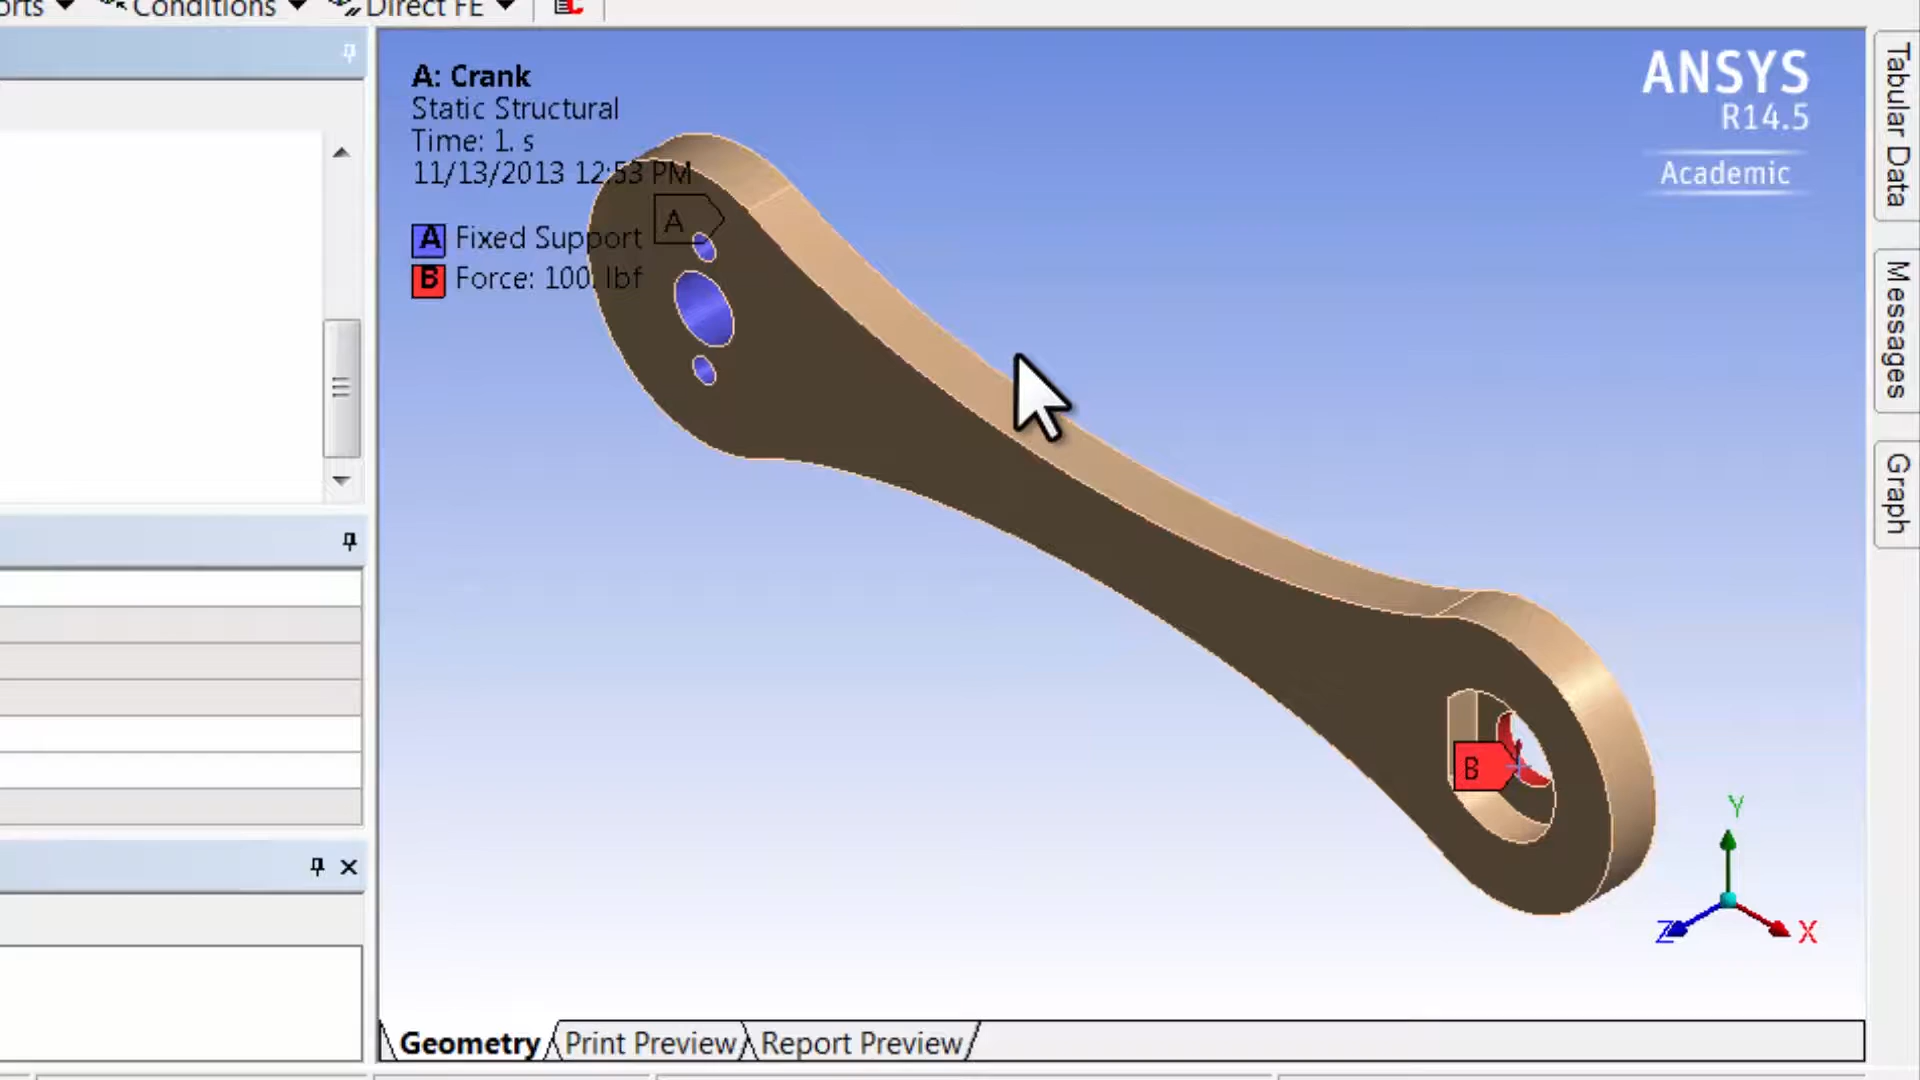 orts Conditions Direct FE
A: Crank
Static Structural
Time: 1. s
11/13/2013 12:53 PM
A Fixed Support
B Force: 100. lbf
A
B
ANSYS
R14.5
Academic
Y
Z
X
Tabular Data
Messages
Graph
Geometry Print Preview Report Preview